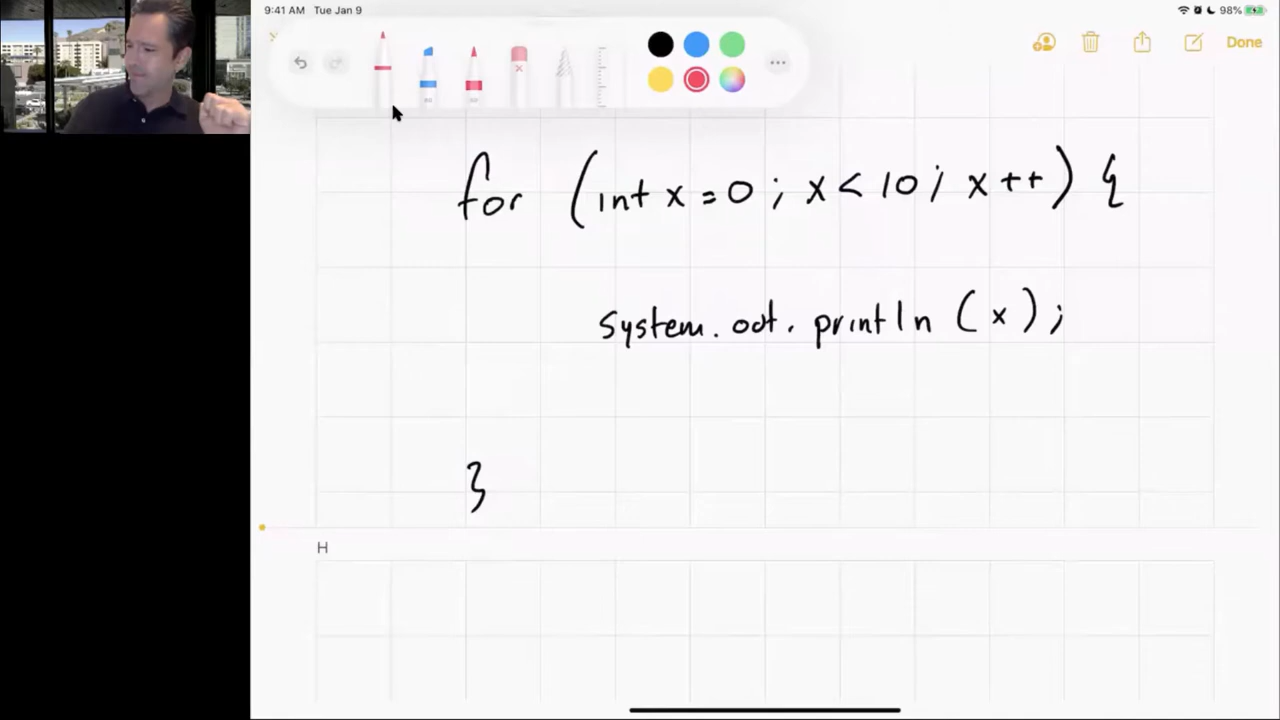 9:41 AM Tue Jan 9
98%
Done
for (int x = 0 ; x < 10 ; x++) {
system.out.println (x) ;
}
H